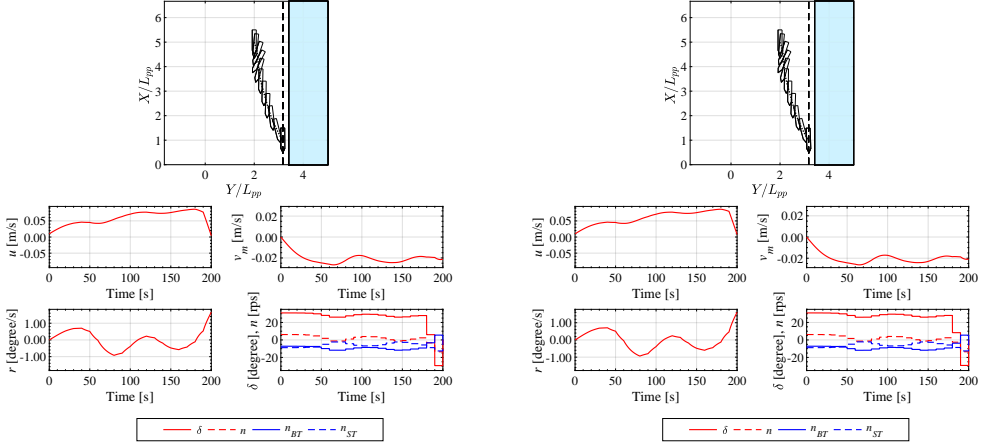 6
5
4
3
2
1
0
X/L_pp
0 2 4
Y/L_pp
0.05
0.00
-0.05
u [m/s]
0 50 100 150 200
Time [s]
0.02
0.00
-0.02
v_m [m/s]
0 50 100 150 200
Time [s]
1.00
0.00
-1.00
r [degree/s]
0 50 100 150 200
Time [s]
20
0
-20
δ [degree], n [rps]
0 50 100 150 200
Time [s]
δ n n_BT n_ST
6
5
4
3
2
1
0
X/L_pp
0 2 4
Y/L_pp
0.05
0.00
-0.05
u [m/s]
0 50 100 150 200
Time [s]
0.02
0.00
-0.02
v_m [m/s]
0 50 100 150 200
Time [s]
1.00
0.00
-1.00
r [degree/s]
0 50 100 150 200
Time [s]
20
0
-20
δ [degree], n [rps]
0 50 100 150 200
Time [s]
δ n n_BT n_ST